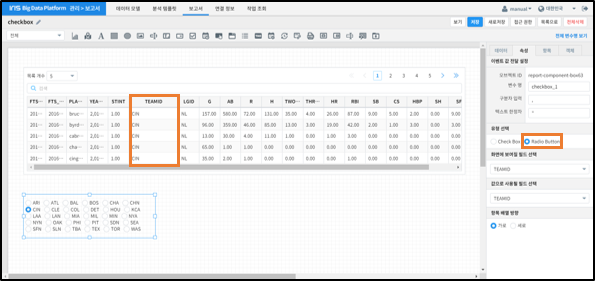 INS Big Data Platform 관리 > 보고서
데이터 모델 분석 템플릿 보고서 연결 정보 작업 조회
manual 대한민국
checkbox
보기 저장 새로저장 접근 권한 목록으로 전체삭제
전체
전체 변수명 보기
목록 개수 5
1 2 3 4 5
검색
FTS... FTS_... PLA... YEA... STINT TEAMID LGID G AB R H TWO... THR... HR RBI SB CS HBP SH SF
201... 2016-... bruc... 2,01... 1.00 CIN NL 157.00 580.00 72.00 131.00 35.00 4.00 26.00 87.00 9.00 5.00 2.00 0.00
201... 2016-... 2,01... 1.00 CIN NL 96.00 359.00 46.00 85.00 13.00 3.00 19.00 42.00 2.00 1.00 3.00 0.00
201... 2016-... 2,01... 1.00 CIN NL 13.00 30.00 4.00 11.00 1.00 0.00 1.00 3.00 0.00 0.00 0.00 0.00
201... 2016-... cha... 2,01... 1.00 CIN NL 65.00 1.00 1.00 0.00 0.00 0.00 0.00 0.00 0.00 0.00 0.00 0.00
201... 2016-... cing... 2,01... 1.00 CIN NL 35.00 2.00 1.00 0.00 0.00 0.00 0.00 0.00 0.00 0.00 0.00 0.00
ARI ATL BAL BOS CHA CHN
CIN CLE COL DET HOU KCA
LAA LAN MIA MIL MIN NYA
NYN OAK PHI PIT SDN SEA
SFN SLN TBA TEX TOR WAS
데이터 속성 항목 객체
이벤트 값 전달 설정
오브젝트 ID report-component-box63
변수 명 checkbox_1
구분자 입력 ,
텍스트 한정자 '
유형 선택
Check Box Radio Button
화면에 보여질 필드 선택
TEAMID
값으로 사용될 필드 선택
TEAMID
항목 배열 방향
가로 세로